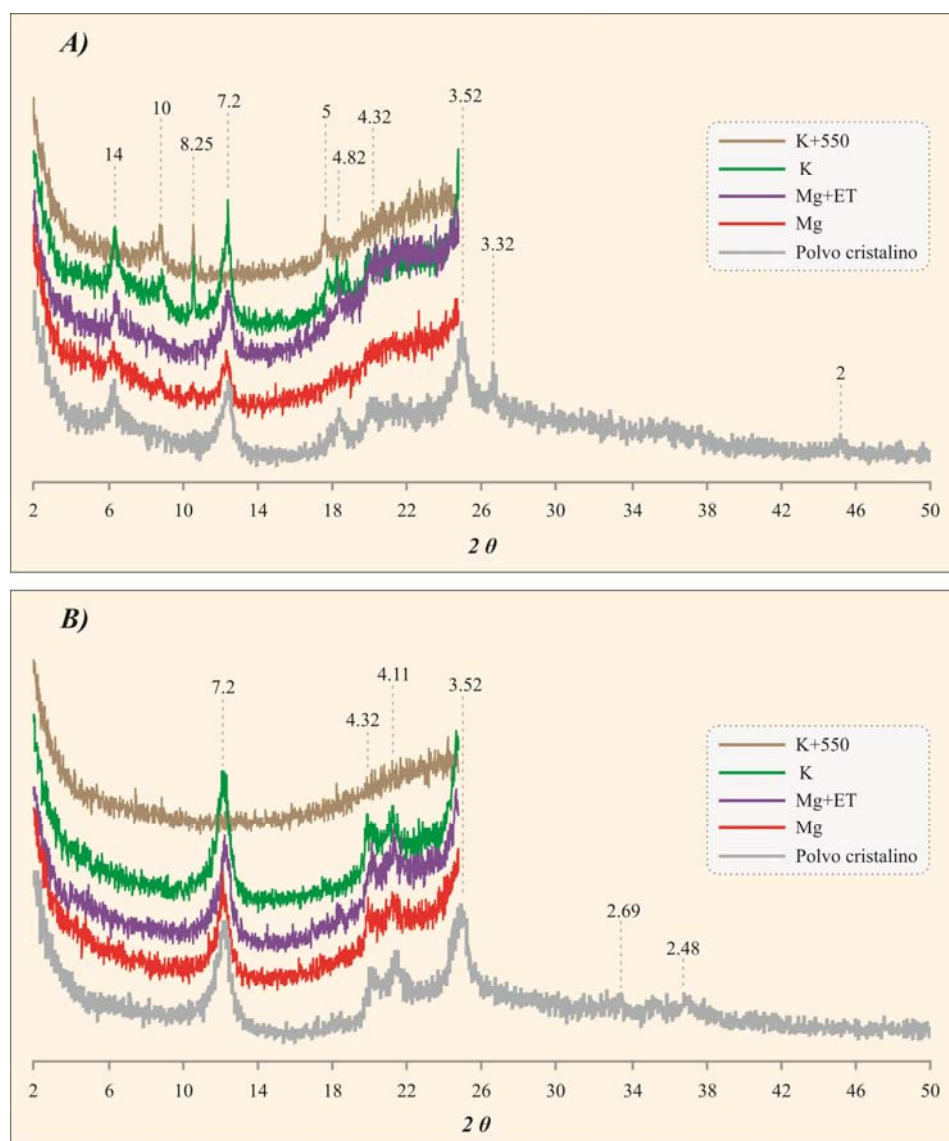 A)
3.52
7.2
10
5
4.32
8.25
4.82
14
3.32
2
K+550
K
Mg+ET
Mg
Polvo cristalino
2 6 10 14 18 22 26 30 34 38 42 46 50
2 θ
B)
4.11
7.2
3.52
4.32
2.69
2.48
K+550
K
Mg+ET
Mg
Polvo cristalino
2 6 10 14 18 22 26 30 34 38 42 46 50
2 θ